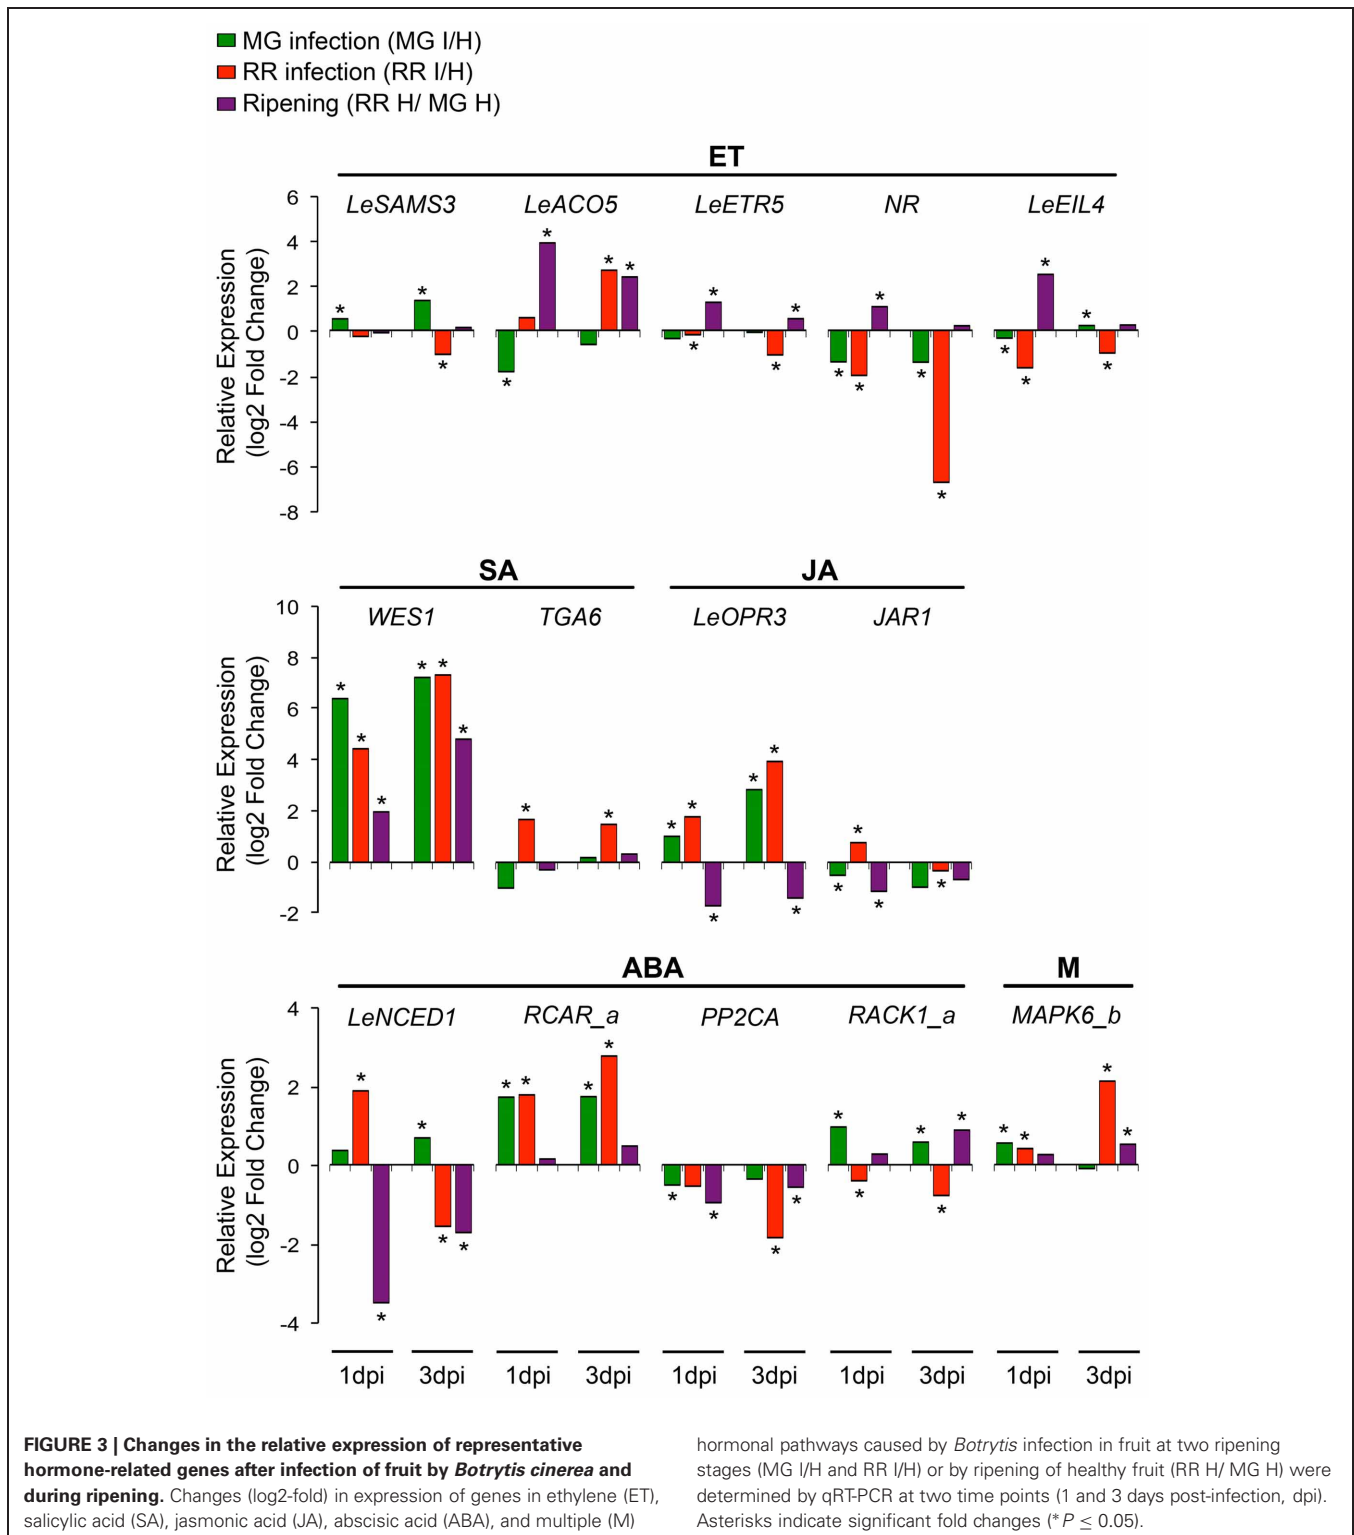 MG infection (MG I/H)
RR infection (RR I/H)
Ripening (RR H/ MG H)
ET
LeSAMS3 LeACO5 LeETR5 NR LeEIL4
Relative Expression
(log2 Fold Change)
6
4
2
0
-2
-4
-6
-8
* * * * * * * * * * * * * * * * * * * *
SA JA
WES1 TGA6 LeOPR3 JAR1
Relative Expression
(log2 Fold Change)
10
8
6
4
2
0
-2
* * * * * * * * * * * * * * * * * *
ABA M
LeNCED1 RCAR_a PP2CA RACK1_a MAPK6_b
Relative Expression
(log2 Fold Change)
4
2
0
-2
-4
* * * * * * * * * * * * * * * * * * * * * *
1dpi 3dpi 1dpi 3dpi 1dpi 3dpi 1dpi 3dpi 1dpi 3dpi
FIGURE 3 | Changes in the relative expression of representative
hormone-related genes after infection of fruit by Botrytis cinerea and
during ripening. Changes (log2-fold) in expression of genes in ethylene (ET),
salicylic acid (SA), jasmonic acid (JA), abscisic acid (ABA), and multiple (M)
hormonal pathways caused by Botrytis infection in fruit at two ripening
stages (MG I/H and RR I/H) or by ripening of healthy fruit (RR H/ MG H) were
determined by qRT-PCR at two time points (1 and 3 days post-infection, dpi).
Asterisks indicate significant fold changes (*P ≤ 0.05).